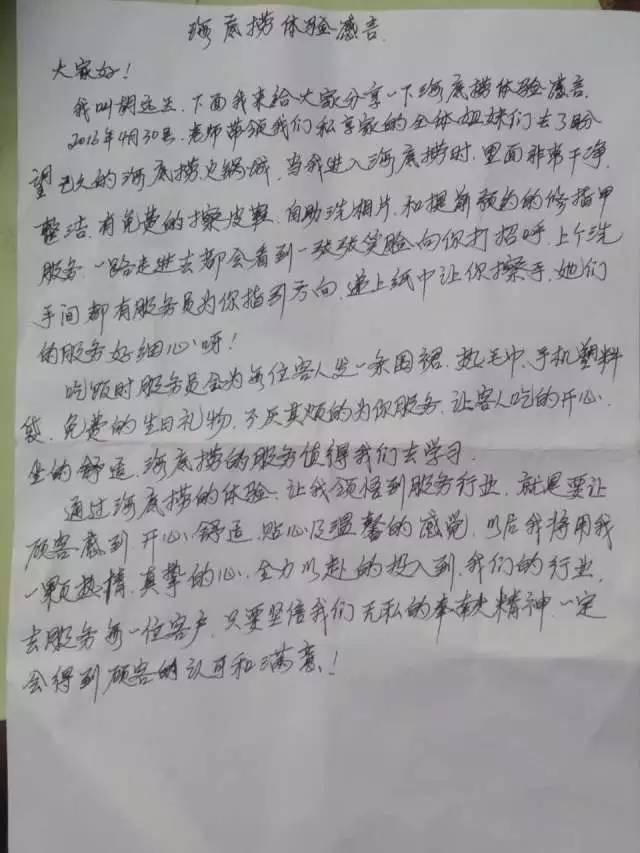 海底捞体验感言
大家好！
我叫胡运兰，下面我来给大家分享一下海底捞体验感言，
2016年4月30号，老师带领我们私享家的全体姐妹们去了盼
望已久的海底捞火锅城，当我进入海底捞时，里面非常干净，
整洁，有免费的擦皮鞋，自助洗相片，和提前预约的修指甲
服务，一路走进去都会看到一张张笑脸向你打招呼，上个洗
手间都有服务员为你指引方向，递上纸巾让你擦手，她们
的服务好细心呀！
吃饭时服务员会为每位客人发一条围裙，热毛巾，手机塑料
袋，免费的生日礼物，不厌其烦的为你服务，让客人吃的开心，
坐的舒适，海底捞的服务值得我们去学习．
通过海底捞的体验，让我领悟到服务行业，就是要让
顾客感到开心，舒适，贴心及温馨的感觉，以后我将用我
一颗热情，真挚的心，全力以赴的投入到，我们的行业，
去服务每一位客户，只要坚信我们无私的奉献精神，一定
会得到顾客的认可和满意！